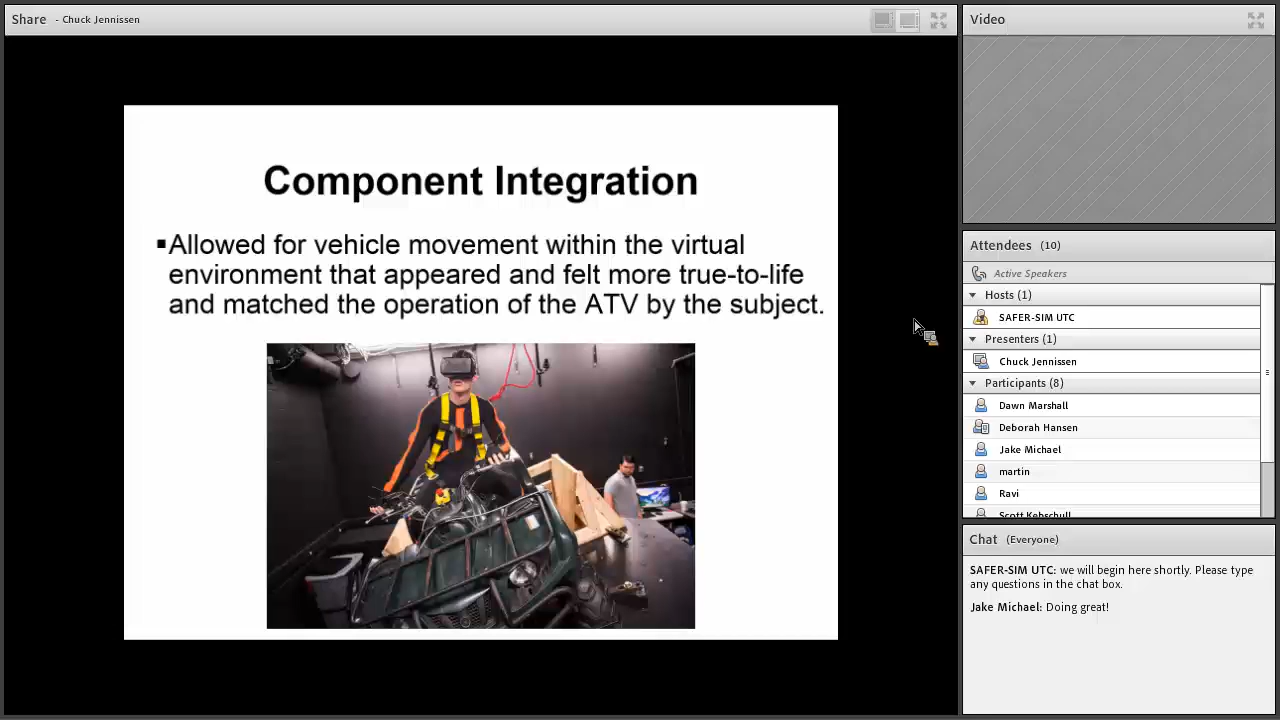 Share - Chuck Jennissen
Component Integration
▪Allowed for vehicle movement within the virtual
environment that appeared and felt more true-to-life
and matched the operation of the ATV by the subject.
Video
Attendees (10)
Active Speakers
Hosts (1)
SAFER-SIM UTC
Presenters (1)
Chuck Jennissen
Participants (8)
Dawn Marshall
Deborah Hansen
Jake Michael
martin
Ravi
Scott Kebschull
Chat (Everyone)
SAFER-SIM UTC: we will begin here shortly. Please type
any questions in the chat box.
Jake Michael: Doing great!